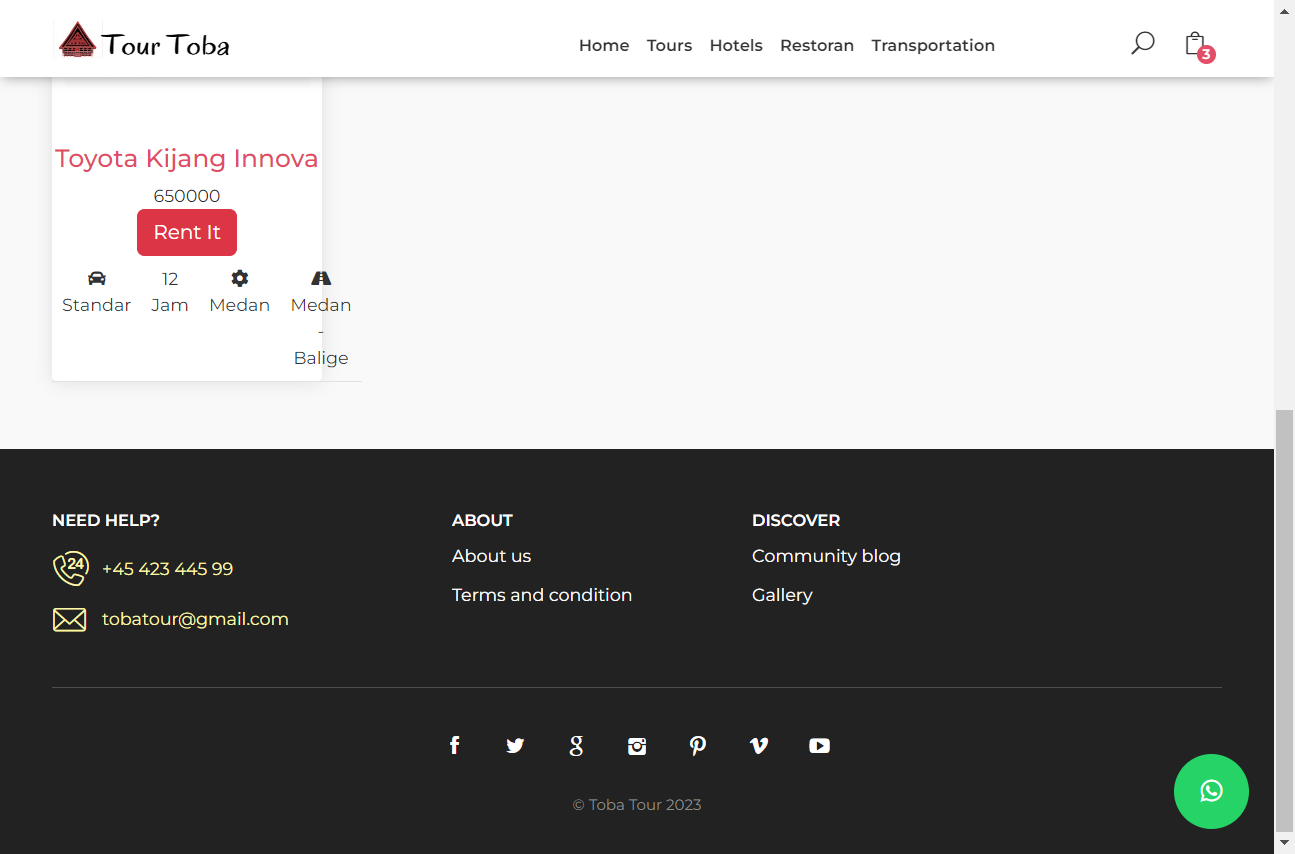 Tour Toba
Home Tours Hotels Restoran Transportation
3
Toyota Kijang Innova
650000
Rent It
Standar
12
Jam
Medan
Medan
-
Balige
NEED HELP?
24
+45 423 445 99
tobatour@gmail.com
ABOUT
About us
Terms and condition
DISCOVER
Community blog
Gallery
© Toba Tour 2023